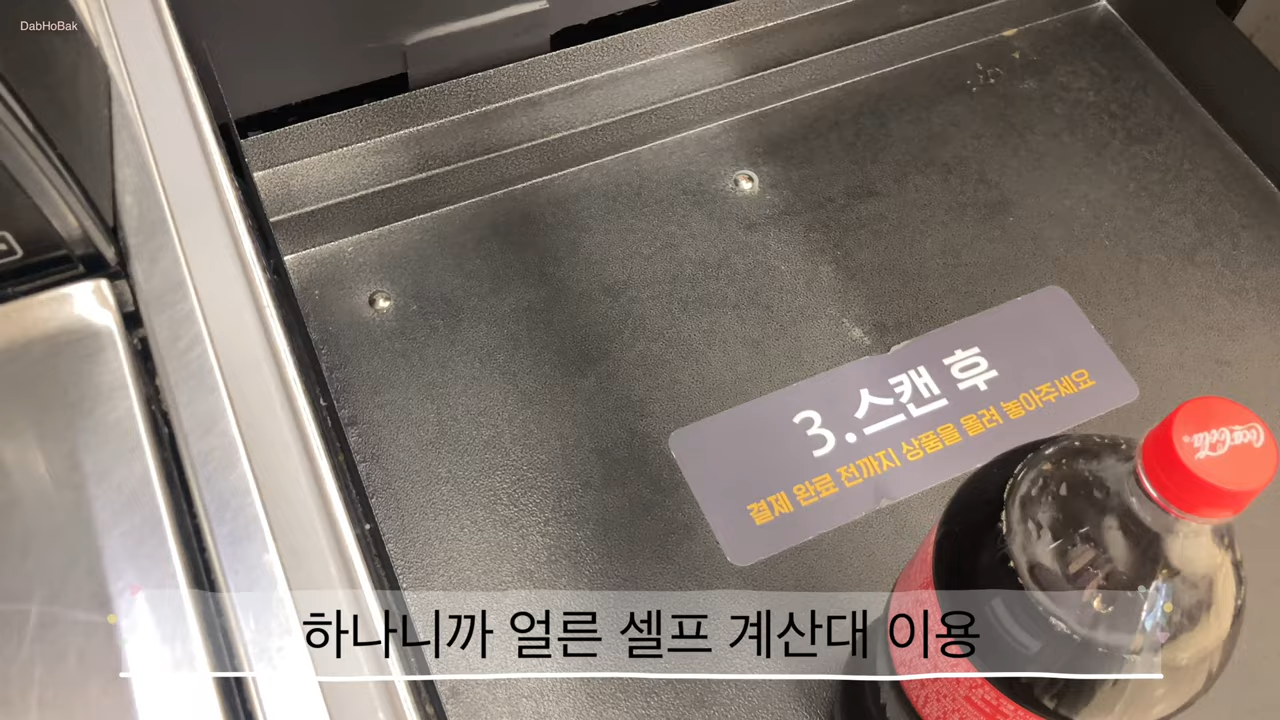 DabHoBak
3.스캔 후
결제 완료 전까지 상품을 올려 놓아주세요
Coca-Cola
하나니까 얼른 셀프 계산대 이용